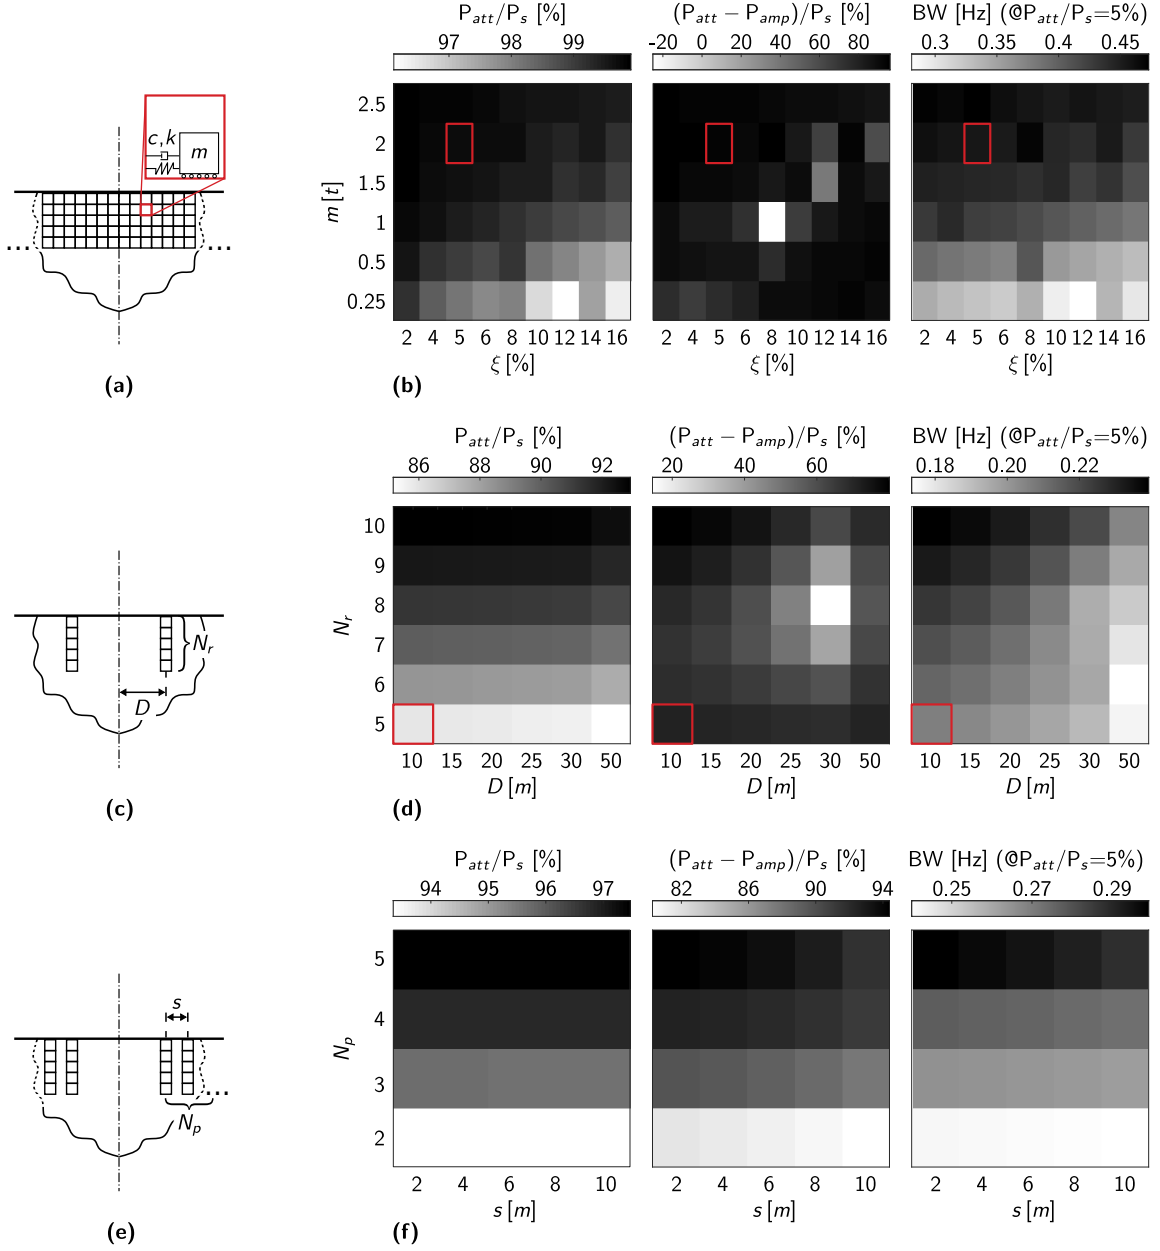 P_att/P_s [%]
(P_att − P_amp)/P_s [%]
BW [Hz] (@P_att/P_s=5%)
97 98 99
-20 0 20 40 60 80
0.3 0.35 0.4 0.45
c,k
m
... ...
m [t]
2.5
2
1.5
1
0.5
0.25
2 4 5 6 8 10 12 14 16
2 4 5 6 8 10 12 14 16
2 4 5 6 8 10 12 14 16
ξ [%]
ξ [%]
ξ [%]
(a)
(b)
P_att/P_s [%]
(P_att − P_amp)/P_s [%]
BW [Hz] (@P_att/P_s=5%)
86 88 90 92
20 40 60
0.18 0.20 0.22
N_r
D
N_r
10
9
8
7
6
5
10 15 20 25 30 50
10 15 20 25 30 50
10 15 20 25 30 50
D [m]
D [m]
D [m]
(c)
(d)
P_att/P_s [%]
(P_att − P_amp)/P_s [%]
BW [Hz] (@P_att/P_s=5%)
94 95 96 97
82 86 90 94
0.25 0.27 0.29
s
...
N_p
N_p
5
4
3
2
2 4 6 8 10
2 4 6 8 10
2 4 6 8 10
s [m]
s [m]
s [m]
(e)
(f)